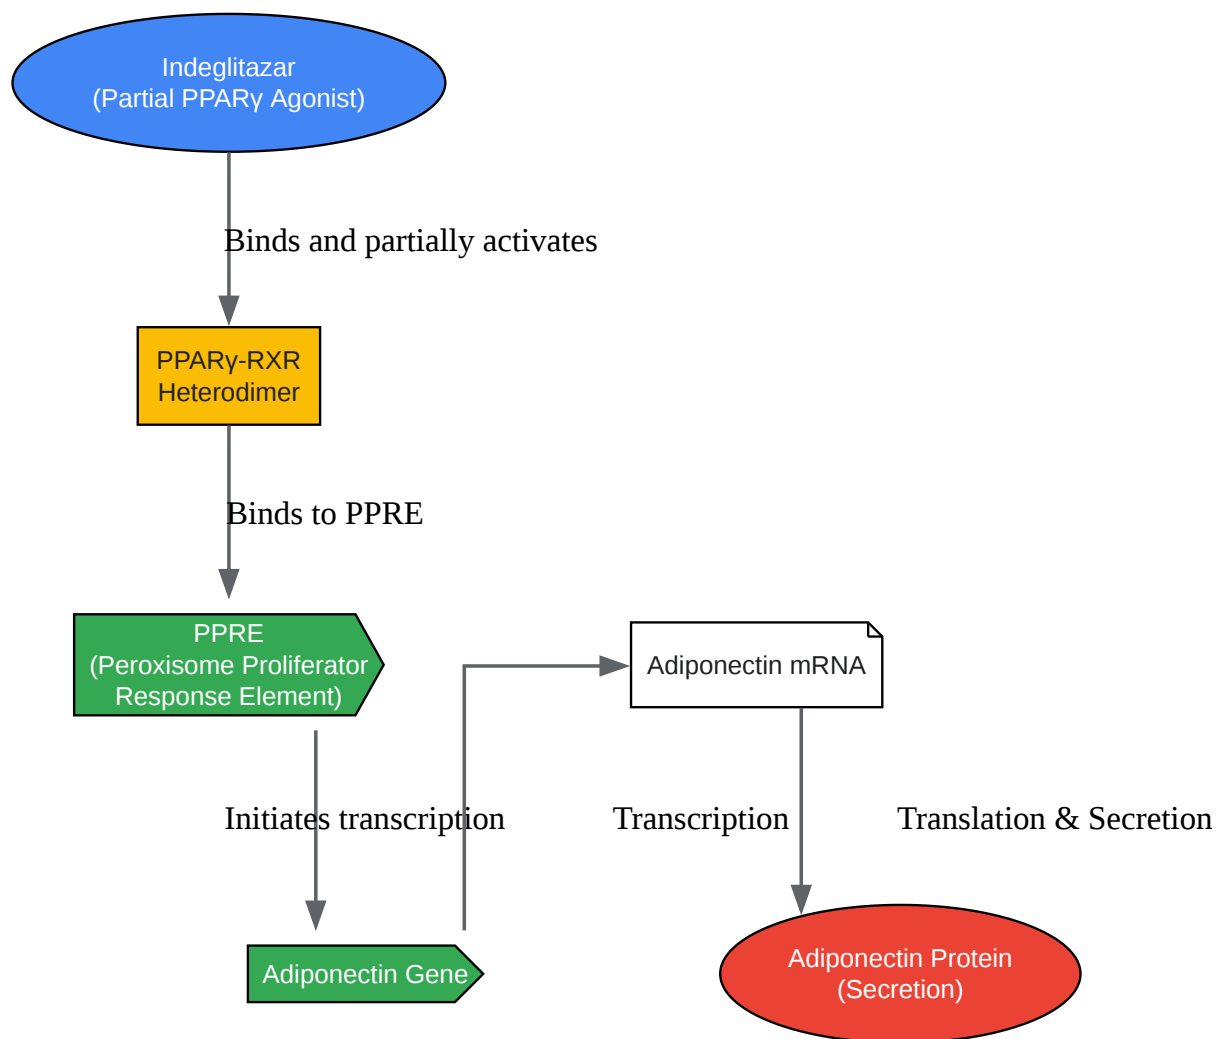 Indeglitazar
(Partial PPARγ Agonist)
Binds and partially activates
PPARγ-RXR
Heterodimer
Binds to PPRE
PPRE
(Peroxisome Proliferator
Response Element)
Adiponectin mRNA
Initiates transcription
Transcription
Translation & Secretion
Adiponectin Gene
Adiponectin Protein
(Secretion)